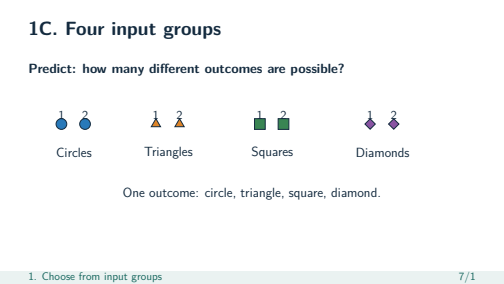 1C. Four input groups
Predict: how many different outcomes are possible?
1 2 1 2 1 2 1 2
Circles Triangles Squares Diamonds
One outcome: circle, triangle, square, diamond.
1. Choose from input groups 7/1